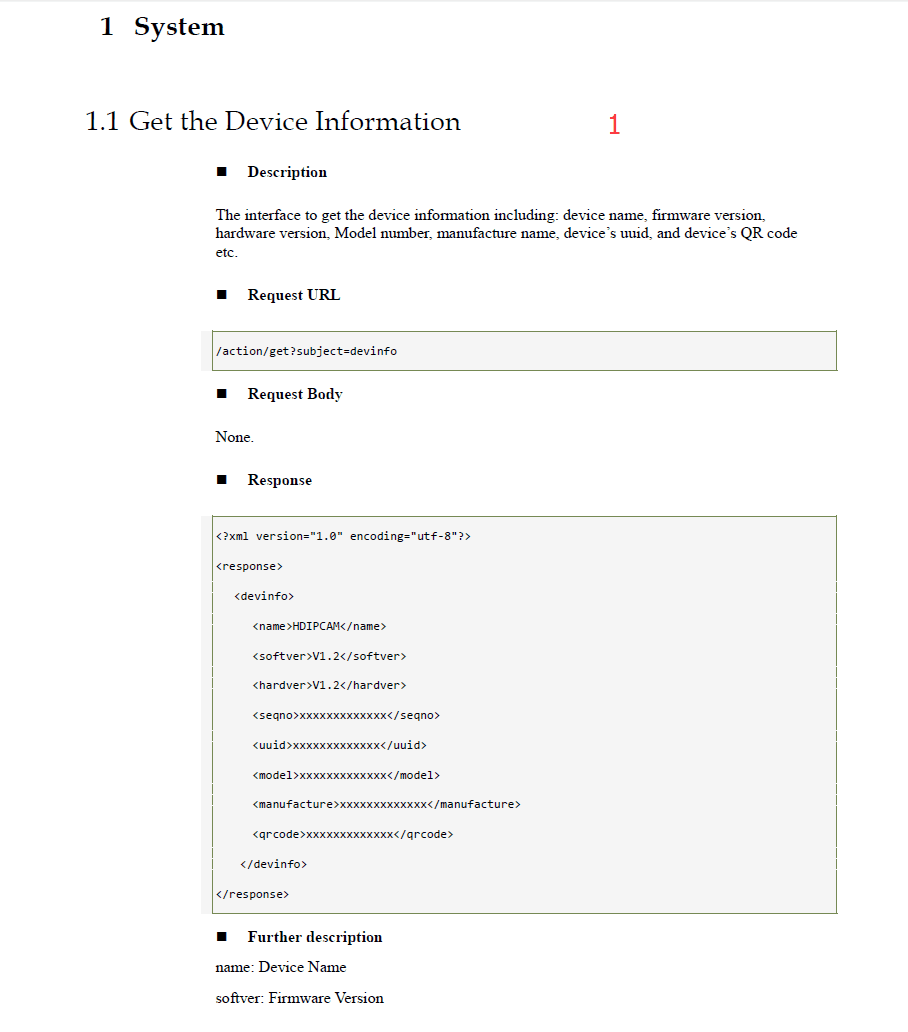 1 System
1.1 Get the Device Information
1
■ Description
The interface to get the device information including: device name, firmware version,
hardware version, Model number, manufacture name, device’s uuid, and device’s QR code
etc.
■ Request URL
/action/get?subject=devinfo
■ Request Body
None.
■ Response
<?xml version="1.0" encoding="utf-8"?>
<response>
<devinfo>
<name>HDIPCAM</name>
<softver>V1.2</softver>
<hardver>V1.2</hardver>
<seqno>xxxxxxxxxxxxx</seqno>
<uuid>xxxxxxxxxxxxx</uuid>
<model>xxxxxxxxxxxxx</model>
<manufacture>xxxxxxxxxxxxx</manufacture>
<qrcode>xxxxxxxxxxxxx</qrcode>
</devinfo>
</response>
■ Further description
name: Device Name
softver: Firmware Version